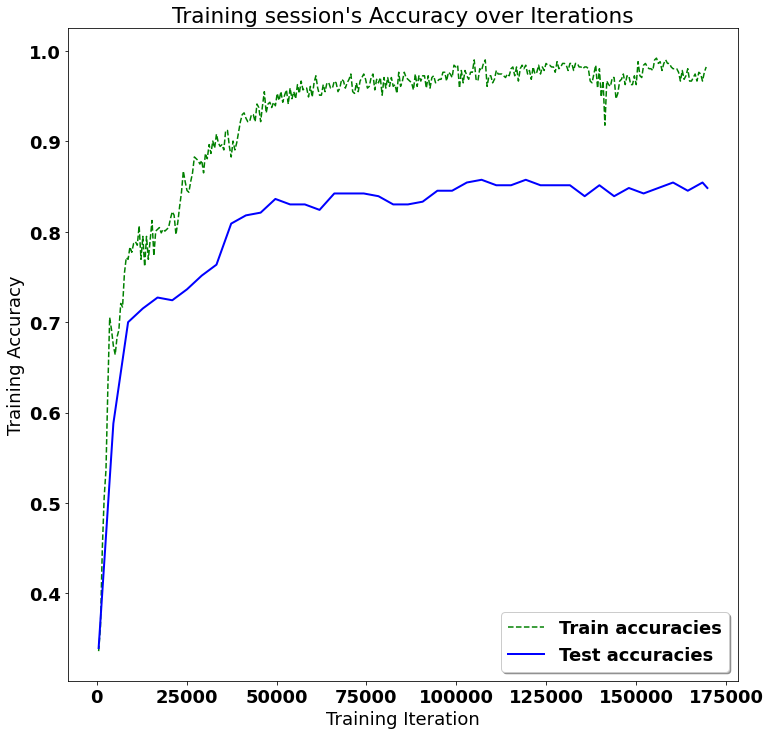 Training session's Accuracy over Iterations
1.0
0.9
0.8
0.7
0.6
0.5
0.4
Training Accuracy
Train accuracies
Test accuracies
0 25000 50000 75000 100000 125000 150000 175000
Training Iteration